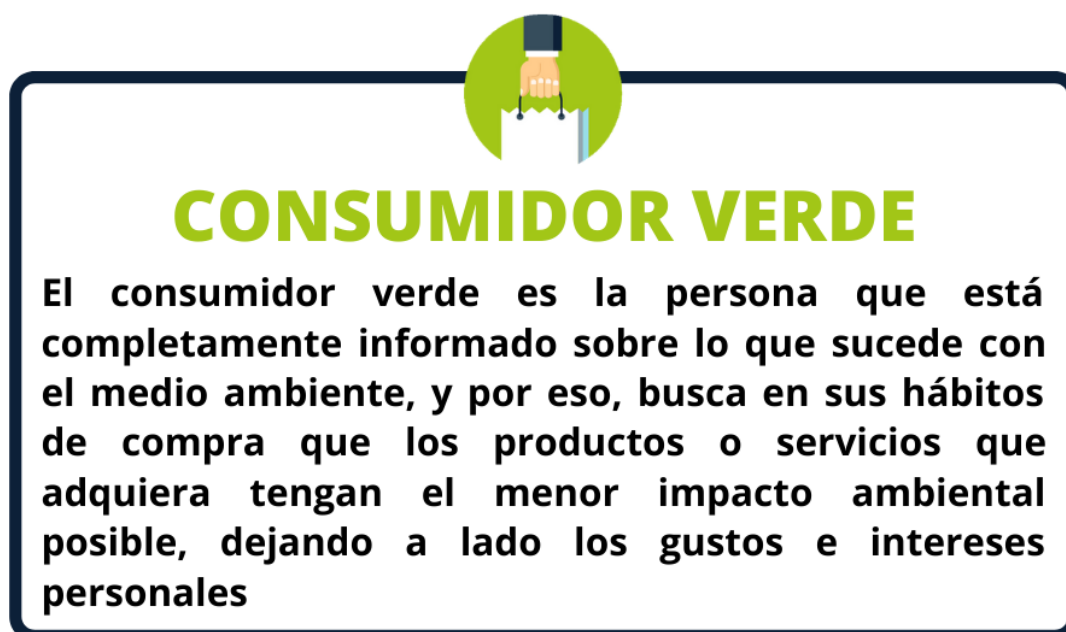 CONSUMIDOR VERDE
El consumidor verde es la persona que está
completamente informado sobre lo que sucede con
el medio ambiente, y por eso, busca en sus hábitos
de compra que los productos o servicios que
adquiera tengan el menor impacto ambiental
posible, dejando a lado los gustos e intereses
personales